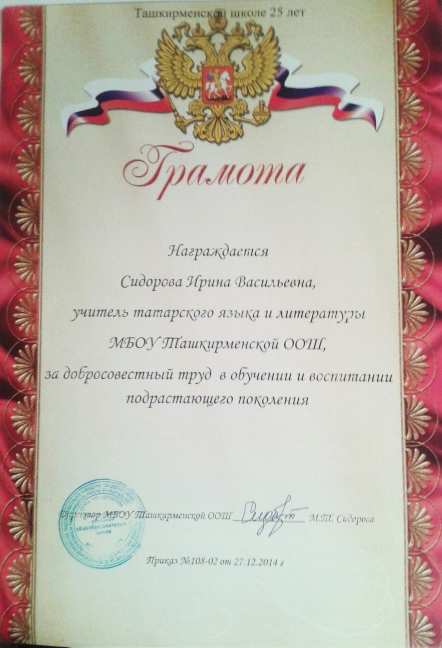 Ташкирменской школе 25 лет
Грамота
Награждается
Сидорова Ирина Васильевна,
учитель татарского языка и литературы
МБОУ Ташкирменской ООШ,
за добросовестный труд в обучении и воспитании
подрастающего поколения
Директор МБОУ Ташкирменской ООШ М.Т. Сидорова
Приказ №108-02 от 27.12.2014 г